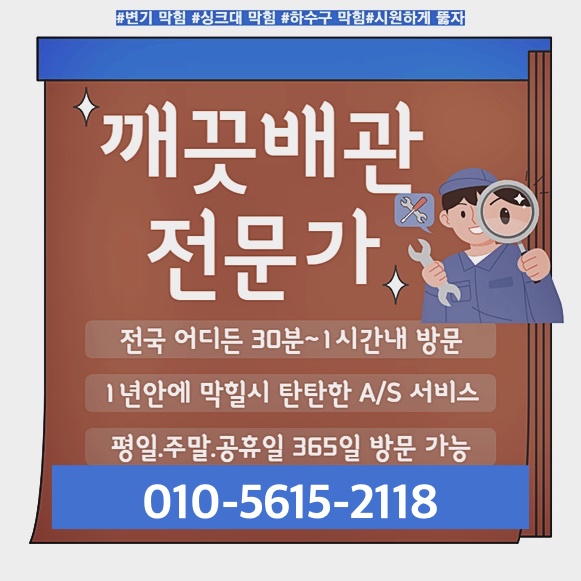 #변기 막힘 #싱크대 막힘 #하수구 막힘#시원하게 뚫자
깨끗배관
전문가
전국 어디든 30분~1시간내 방문
1년안에 막힐시 탄탄한 A/S 서비스
평일.주말.공휴일 365일 방문 가능
010-5615-2118